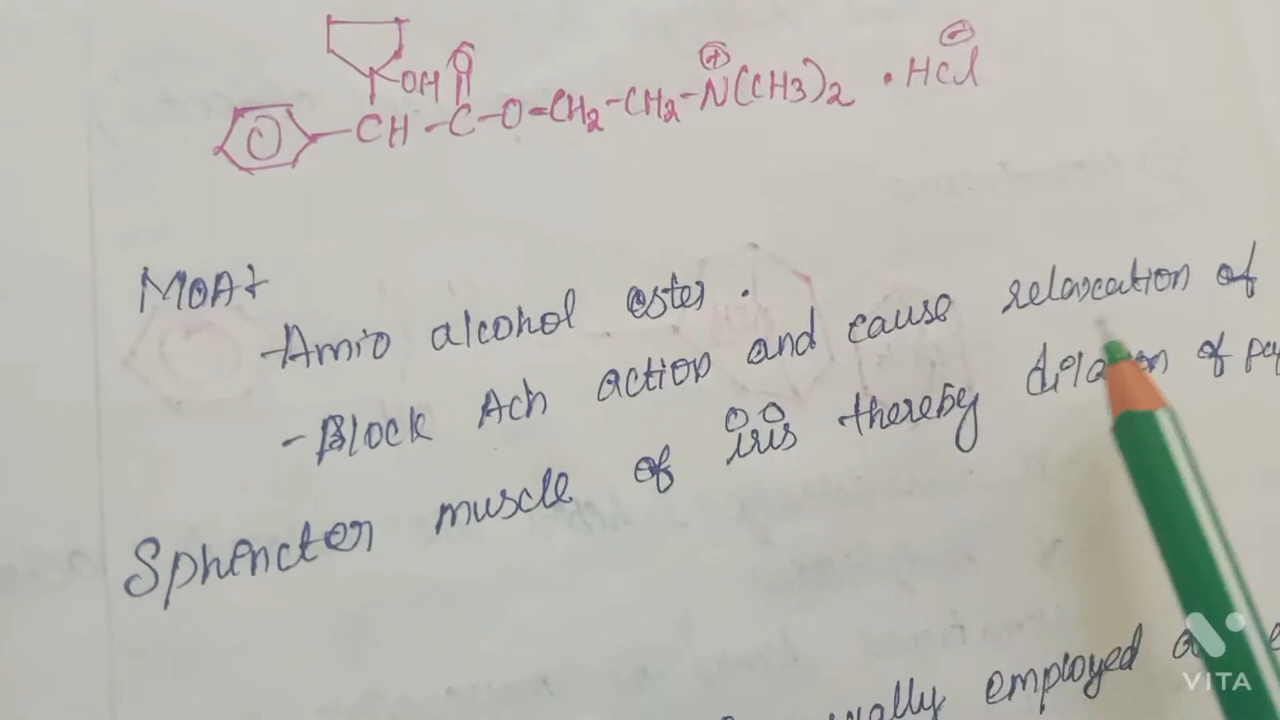 OH O
CH - C - O - CH2 - CH2 - N(CH3)2 . HCl
MOA:
- Amio alcohol ester .
- Block Ach action and cause relaxation of
Sphincter muscle of iris thereby of
employed
VITA